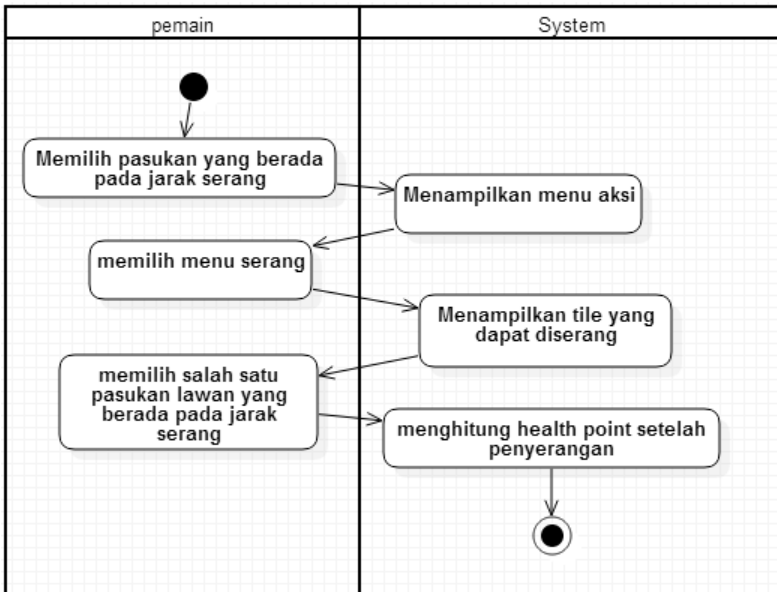 pemain
System
Memilih pasukan yang berada
pada jarak serang
Menampilkan menu aksi
memilih menu serang
Menampilkan tile yang
dapat diserang
memilih salah satu
pasukan lawan yang
berada pada jarak
serang
menghitung health point setelah
penyerangan